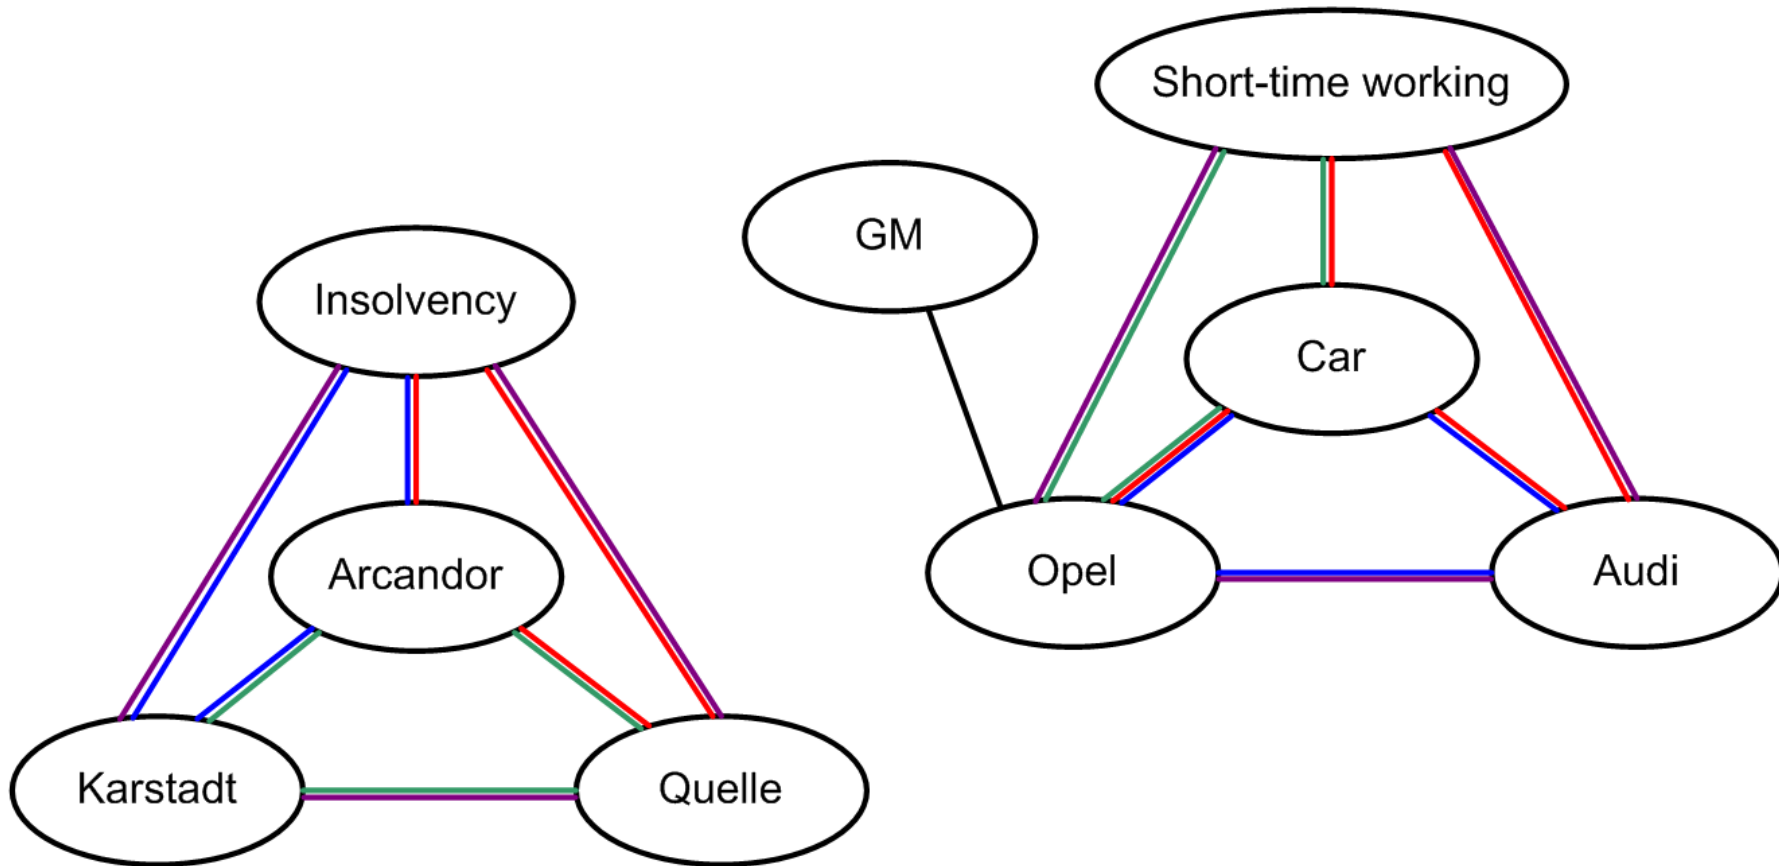 Short-time working
GM
Insolvency
Car
Arcandor
Opel
Audi
Karstadt
Quelle